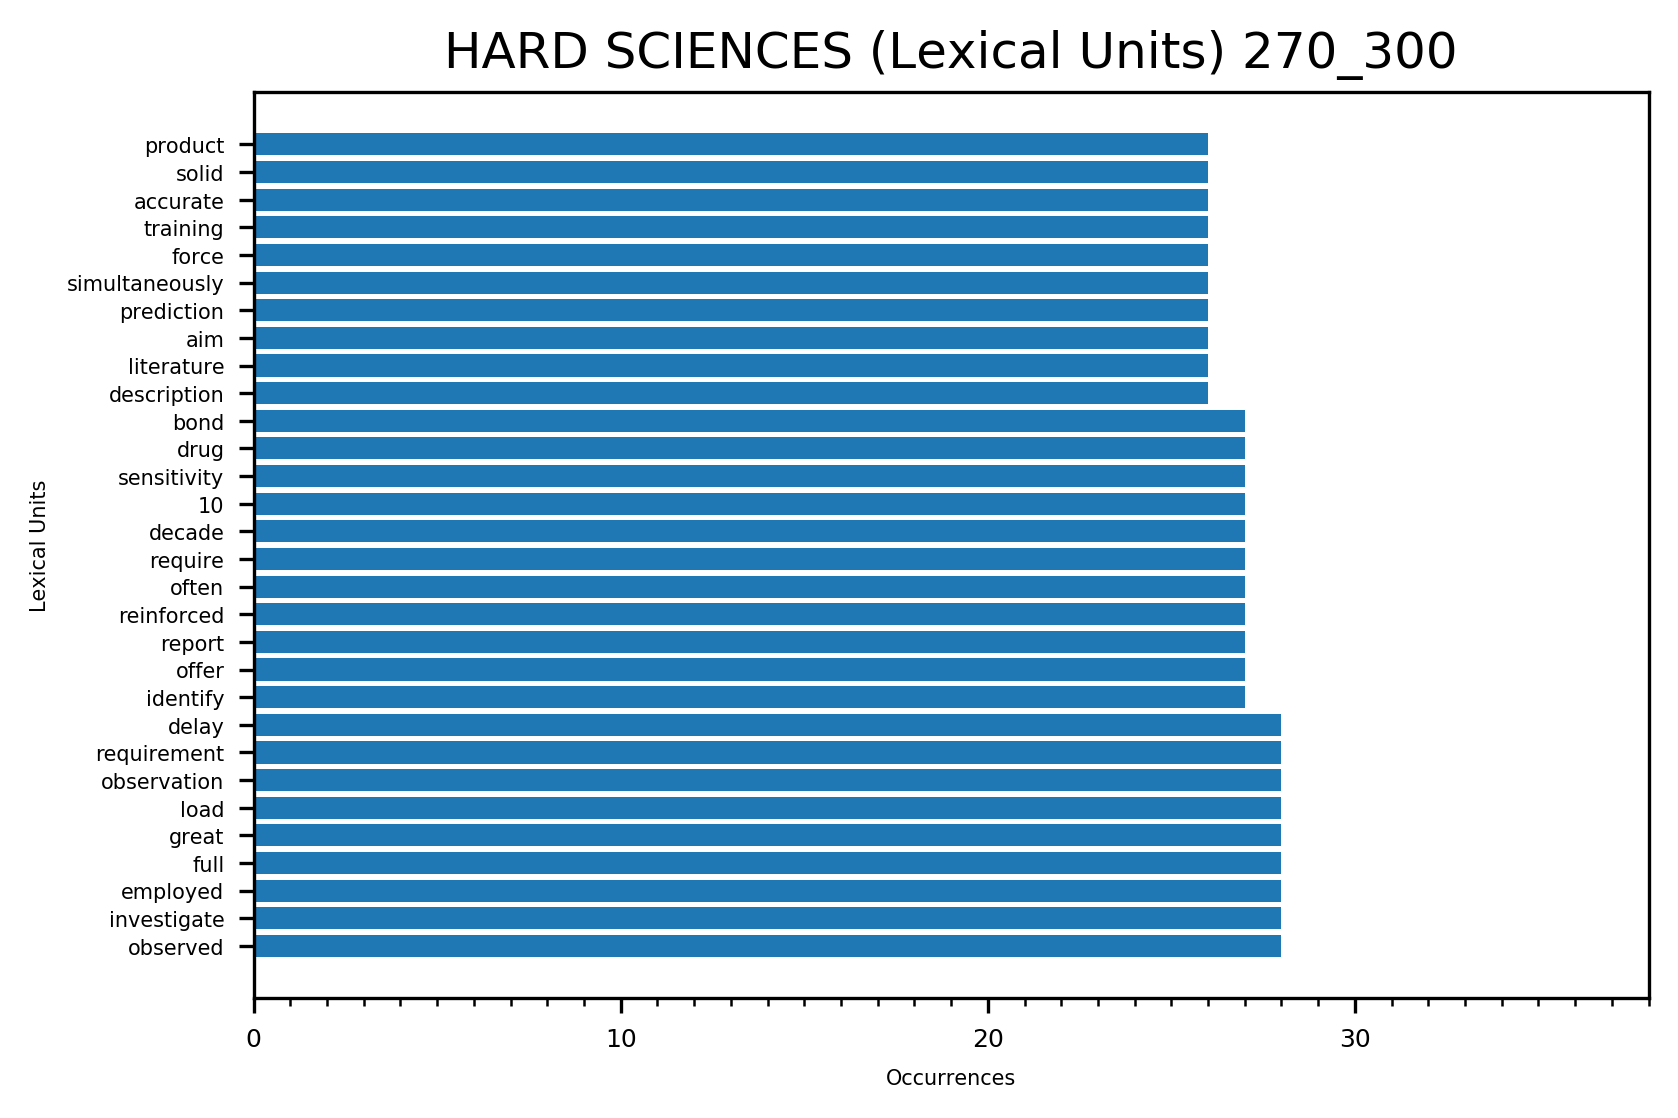 HARD SCIENCES (Lexical Units) 270_300
product
solid
accurate
training
force
simultaneously
prediction
aim
literature
description
bond
drug
sensitivity
10
decade
require
often
reinforced
report
offer
identify
delay
requirement
observation
load
great
full
employed
investigate
observed
Lexical Units
0 10 20 30
Occurrences